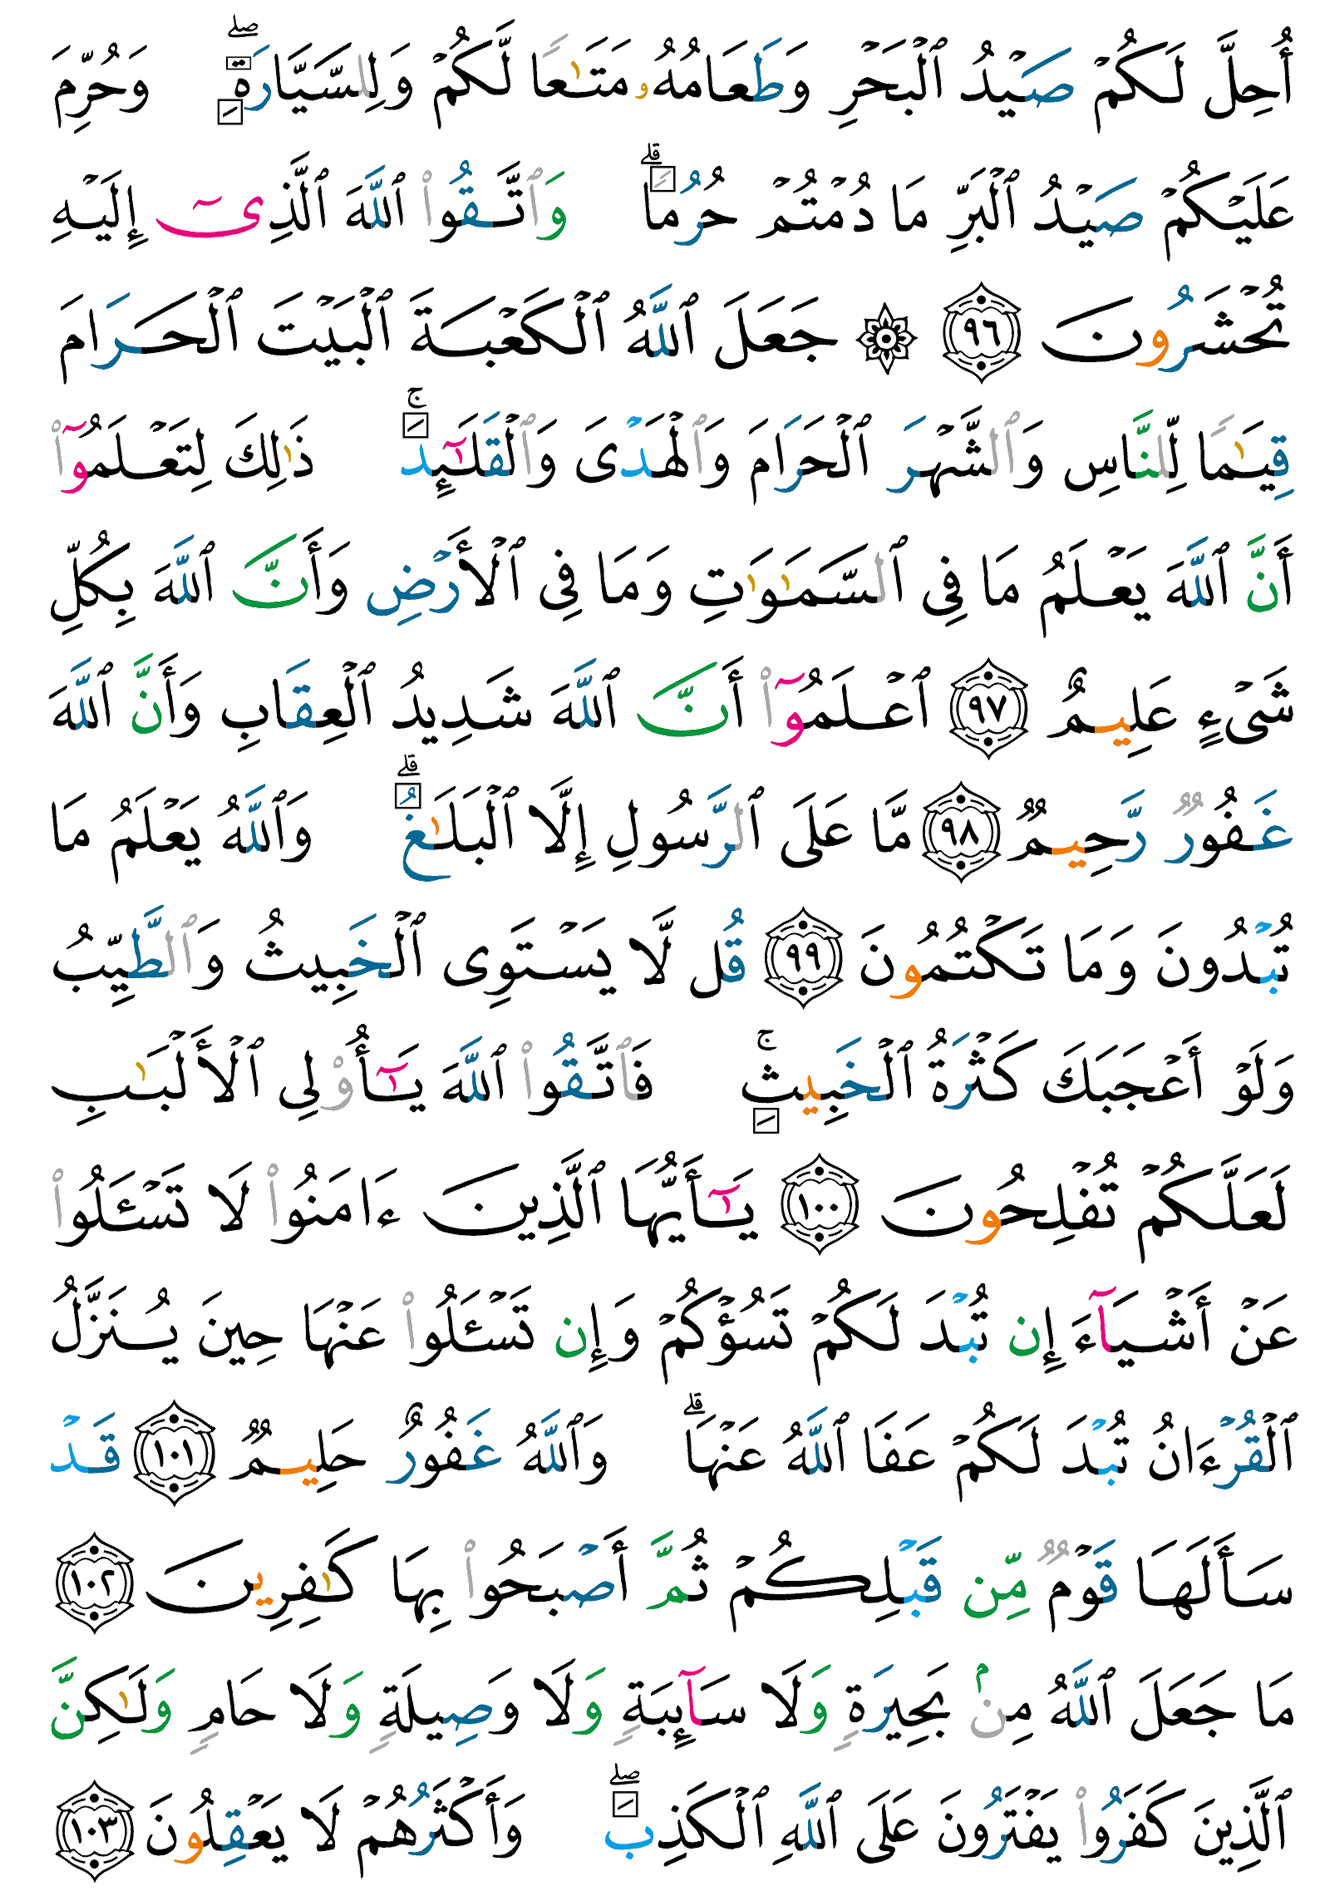 أُحِلَّ لَكُمْ صَيْدُ ٱلْبَحْرِ وَطَعَامُهُۥ مَتَـٰعًا لَّكُمْ وَلِلسَّيَّارَةِ ۖ وَحُرِّمَ
عَلَيْكُمْ صَيْدُ ٱلْبَرِّ مَا دُمْتُمْ حُرُمًا ۗ وَٱتَّقُوا۟ ٱللَّهَ ٱلَّذِىٓ إِلَيْهِ
تُحْشَرُونَ ٩٦ ۞ جَعَلَ ٱللَّهُ ٱلْكَعْبَةَ ٱلْبَيْتَ ٱلْحَرَامَ
قِيَـٰمًا لِّلنَّاسِ وَٱلشَّهْرَ ٱلْحَرَامَ وَٱلْهَدْىَ وَٱلْقَلَـٰٓئِدَ ۚ ذَٰلِكَ لِتَعْلَمُوٓا۟
أَنَّ ٱللَّهَ يَعْلَمُ مَا فِى ٱلسَّمَـٰوَٰتِ وَمَا فِى ٱلْأَرْضِ وَأَنَّ ٱللَّهَ بِكُلِّ
شَىْءٍ عَلِيمٌ ٩٧ ٱعْلَمُوٓا۟ أَنَّ ٱللَّهَ شَدِيدُ ٱلْعِقَابِ وَأَنَّ ٱللَّهَ
غَفُورٌ رَّحِيمٌ ٩٨ مَّا عَلَى ٱلرَّسُولِ إِلَّا ٱلْبَلَـٰغُ ۗ وَٱللَّهُ يَعْلَمُ مَا
تُبْدُونَ وَمَا تَكْتُمُونَ ٩٩ قُل لَّا يَسْتَوِى ٱلْخَبِيثُ وَٱلطَّيِّبُ
وَلَوْ أَعْجَبَكَ كَثْرَةُ ٱلْخَبِيثِ ۚ فَٱتَّقُوا۟ ٱللَّهَ يَـٰٓأُو۟لِى ٱلْأَلْبَـٰبِ
لَعَلَّكُمْ تُفْلِحُونَ ١٠٠ يَـٰٓأَيُّهَا ٱلَّذِينَ ءَامَنُوا۟ لَا تَسْـَٔلُوا۟
عَنْ أَشْيَآءَ إِن تُبْدَ لَكُمْ تَسُؤْكُمْ وَإِن تَسْـَٔلُوا۟ عَنْهَا حِينَ يُنَزَّلُ
ٱلْقُرْءَانُ تُبْدَ لَكُمْ عَفَا ٱللَّهُ عَنْهَا ۗ وَٱللَّهُ غَفُورٌ حَلِيمٌ ١٠١ قَدْ
سَأَلَهَا قَوْمٌ مِّن قَبْلِكُمْ ثُمَّ أَصْبَحُوا۟ بِهَا كَـٰفِرِينَ ١٠٢
مَا جَعَلَ ٱللَّهُ مِنۢ بَحِيرَةٍ وَلَا سَآئِبَةٍ وَلَا وَصِيلَةٍ وَلَا حَامٍ وَلَـٰكِنَّ
ٱلَّذِينَ كَفَرُوا۟ يَفْتَرُونَ عَلَى ٱللَّهِ ٱلْكَذِبَ ۖ وَأَكْثَرُهُمْ لَا يَعْقِلُونَ ١٠٣